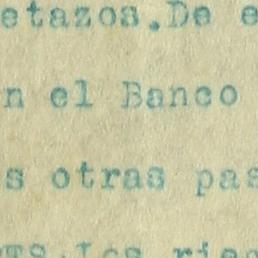 etazos.De e
n el Banco
s otras pas